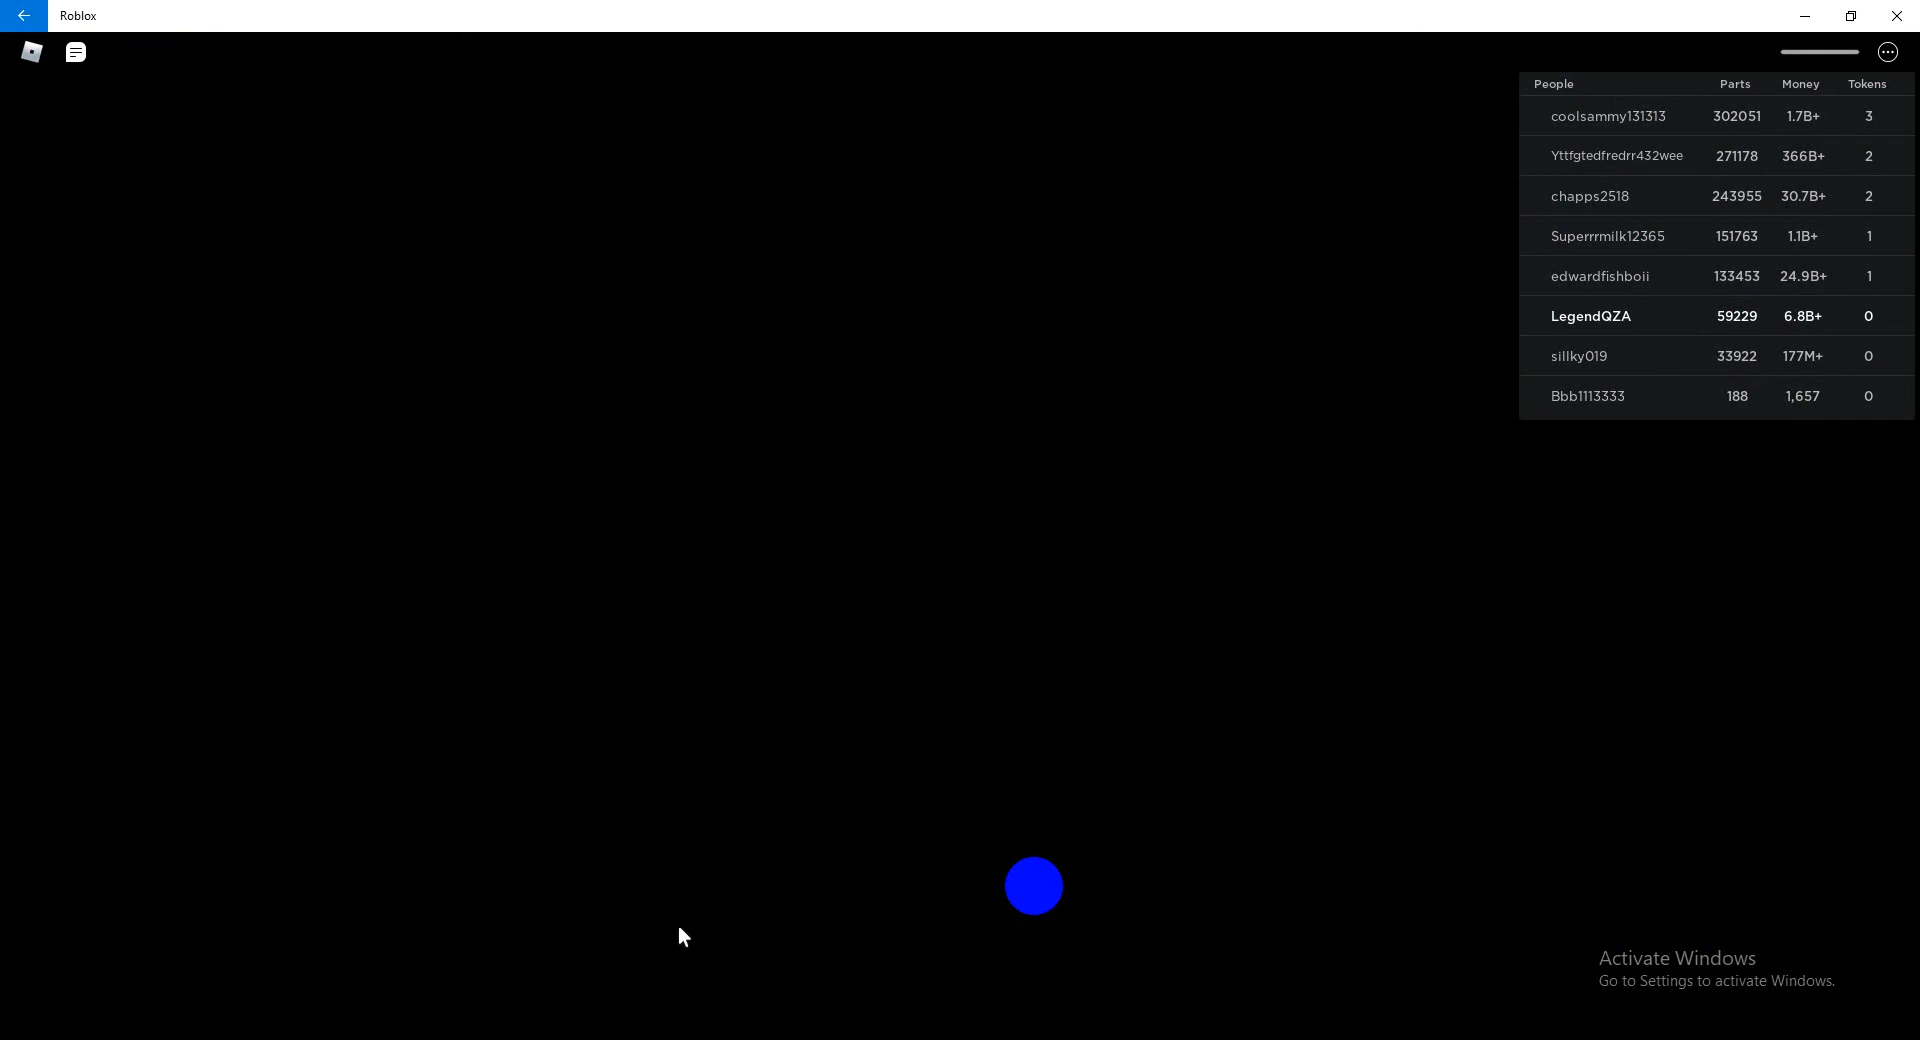 Roblox
People Parts Money Tokens
coolsammy131313 302051 1.7B+ 3
Yttfgtedfredrr432wee 271178 366B+ 2
chapps2518 243955 30.7B+ 2
Superrrmilk12365 151763 1.1B+ 1
edwardfishboii 133453 24.9B+ 1
LegendQZA 59229 6.8B+ 0
sillky019 33922 177M+ 0
Bbb1113333 188 1,657 0
Activate Windows
Go to Settings to activate Windows.